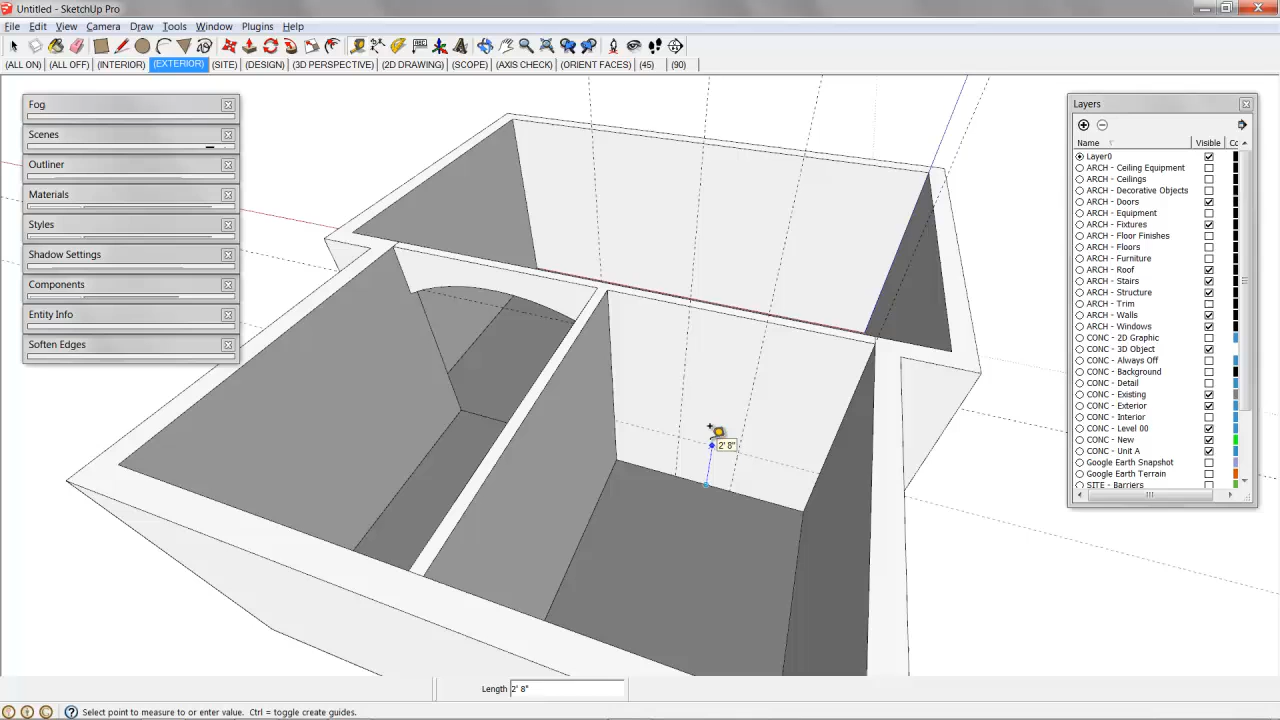 Untitled - SketchUp Pro
File Edit View Camera Draw Tools Window Plugins Help
(ALL ON) (ALL OFF) (INTERIOR) (EXTERIOR) (SITE) (DESIGN) (3D PERSPECTIVE) (2D DRAWING) (SCOPE) (AXIS CHECK) (ORIENT FACES) (45) (90)
Fog
Scenes
Outliner
Materials
Styles
Shadow Settings
Components
Entity Info
Soften Edges
2' 8"
Layers
Name Visible Co
Layer0
ARCH - Ceiling Equipment
ARCH - Ceilings
ARCH - Decorative Objects
ARCH - Doors
ARCH - Equipment
ARCH - Fixtures
ARCH - Floor Finishes
ARCH - Floors
ARCH - Furniture
ARCH - Roof
ARCH - Stairs
ARCH - Structure
ARCH - Trim
ARCH - Walls
ARCH - Windows
CONC - 2D Graphic
CONC - 3D Object
CONC - Always Off
CONC - Background
CONC - Detail
CONC - Existing
CONC - Exterior
CONC - Interior
CONC - Level 00
CONC - New
CONC - Unit A
Google Earth Snapshot
Google Earth Terrain
SITE - Barriers
Length 2' 8"
Select point to measure to or enter value. Ctrl = toggle create guides.